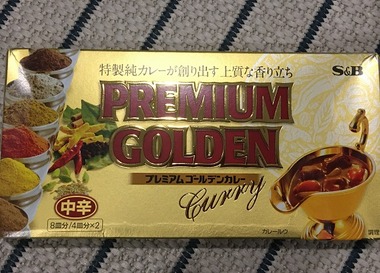 特製純カレーが創り出す上質な香り立ち
S&B
PREMIUM
GOLDEN
プレミアム ゴールデンカレー
Curry
中辛
8皿分/4皿分×2
カレールウ
調理